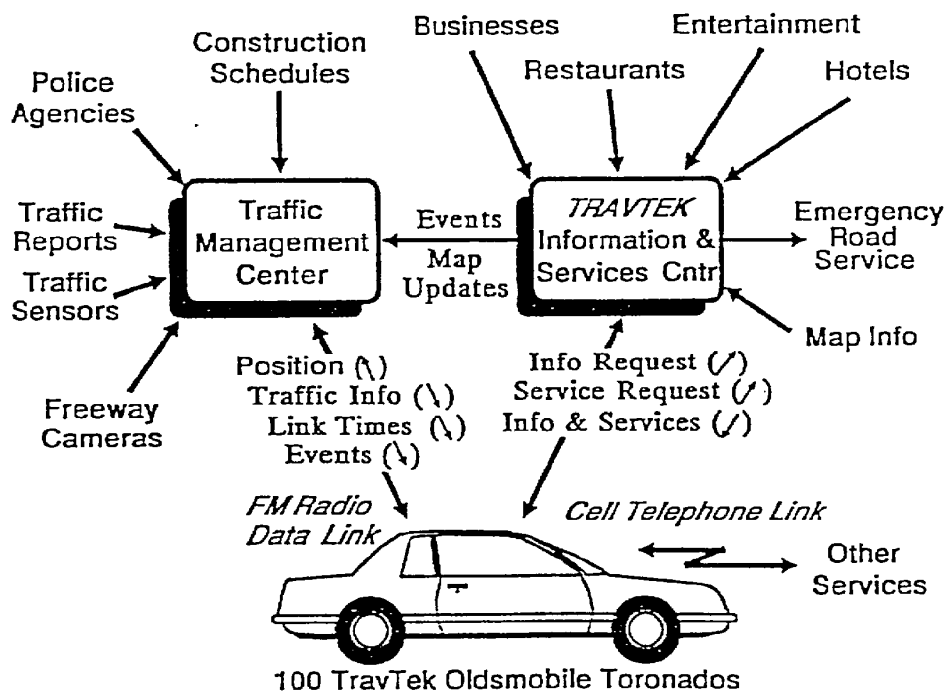 Businesses
Entertainment
Construction
Schedules
Restaurants
Hotels
Police
Agencies
Traffic
Reports
Traffic
Management
Center
Events
Map
Updates
TRAVTEK
Information &
Services Cntr
Emergency
Road
Service
Traffic
Sensors
Map Info
Freeway
Cameras
Position (↖)
Traffic Info (↘)
Link Times (↘)
Events (↘)
Info Request (↗)
Service Request (↗)
Info & Services (↙)
FM Radio
Data Link
Cell Telephone Link
Other
Services
100 TravTek Oldsmobile Toronados